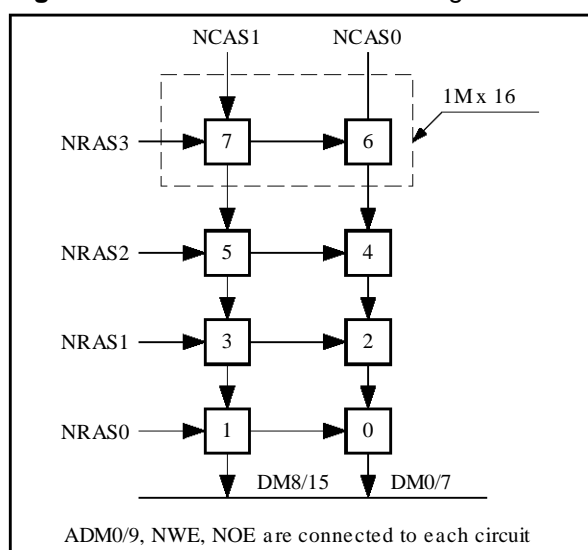 NCAS1 NCAS0
1M x 16
NRAS3 7 6
NRAS2 5 4
NRAS1 3 2
NRAS0 1 0
DM8/15 DM0/7
ADM0/9, NWE, NOE are connected to each circuit